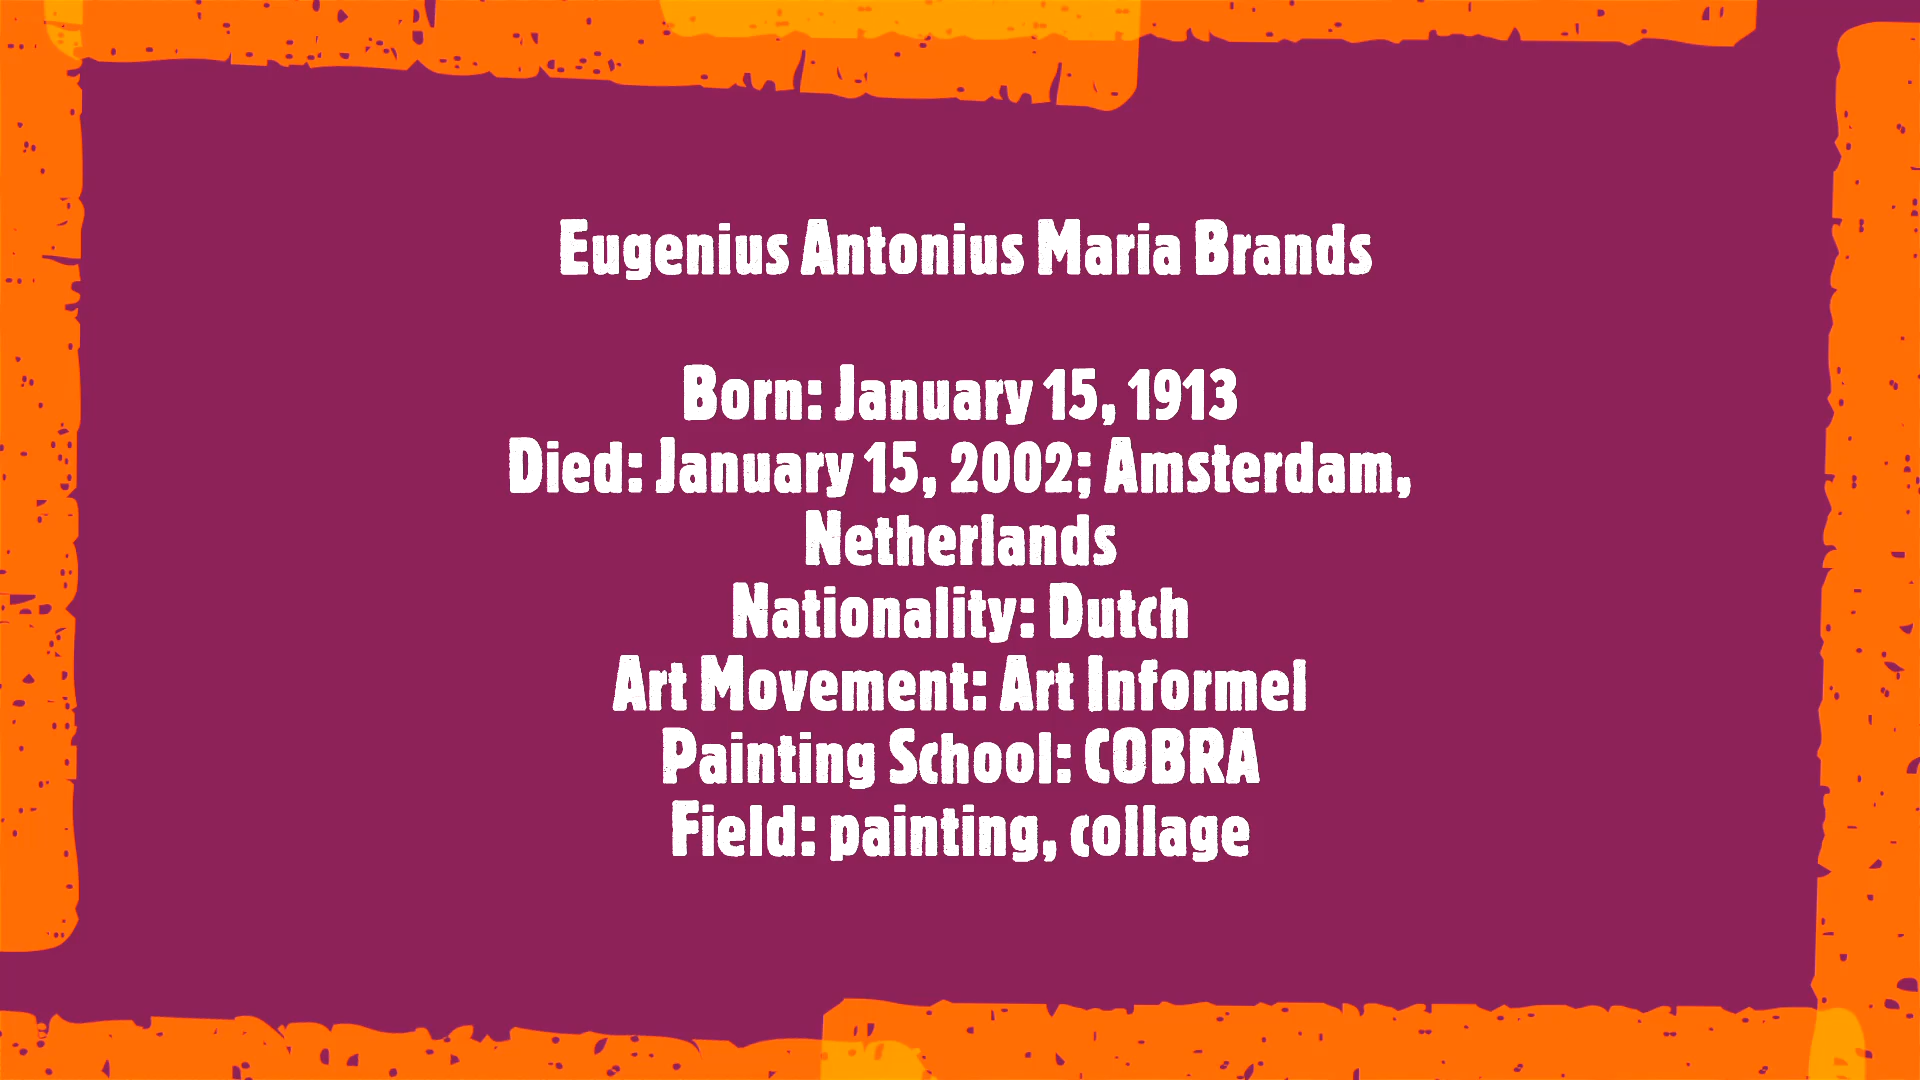 Eugenius Antonius Maria Brands
Born: January 15, 1913
Died: January 15, 2002; Amsterdam,
Netherlands
Nationality: Dutch
Art Movement: Art Informel
Painting School: COBRA
Field: painting, collage